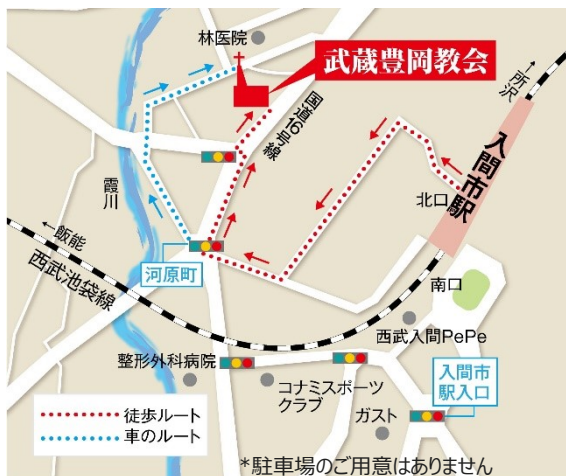 林医院
武蔵豊岡教会
←所沢
国道16号線
入間市駅
北口
霞川
←飯能
西武池袋線
河原町
南口
西武入間PePe
整形外科病院
コナミスポーツ
クラブ
入間市
駅入口
ガスト
徒歩ルート
車のルート
*駐車場のご用意はありません